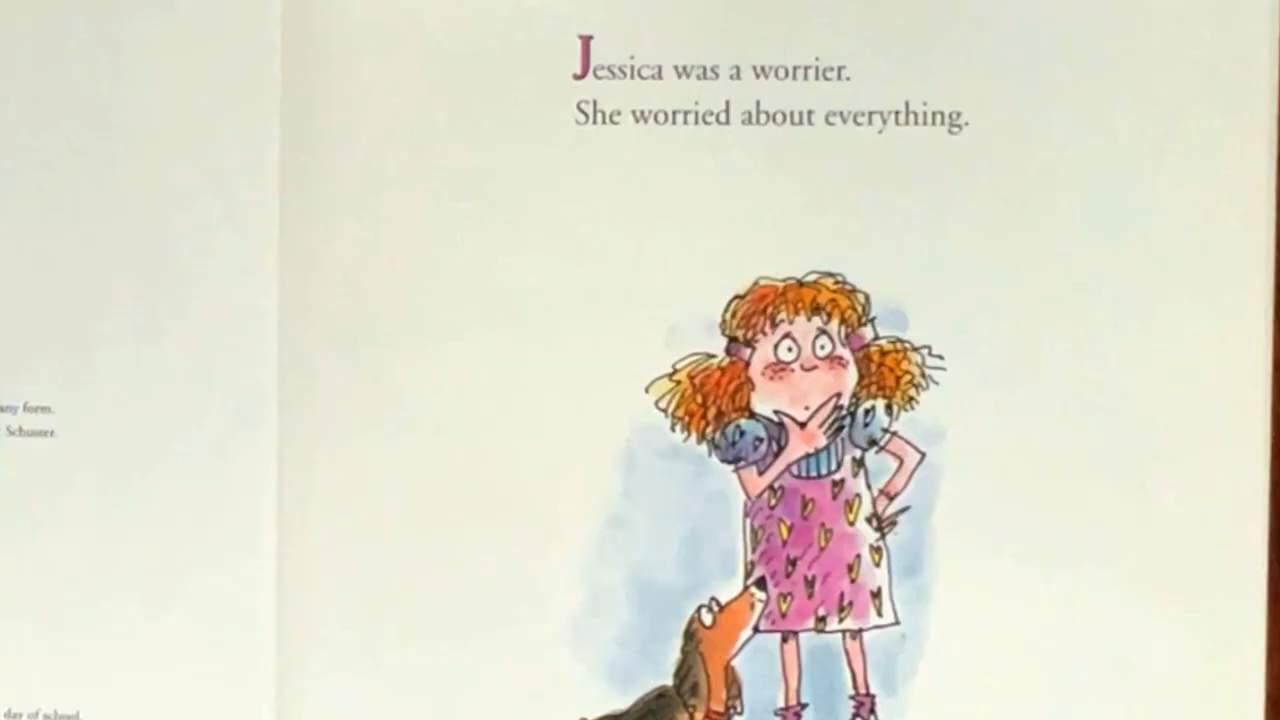 any form.
Schuster.
day of school.
Jessica was a worrier.
She worried about everything.